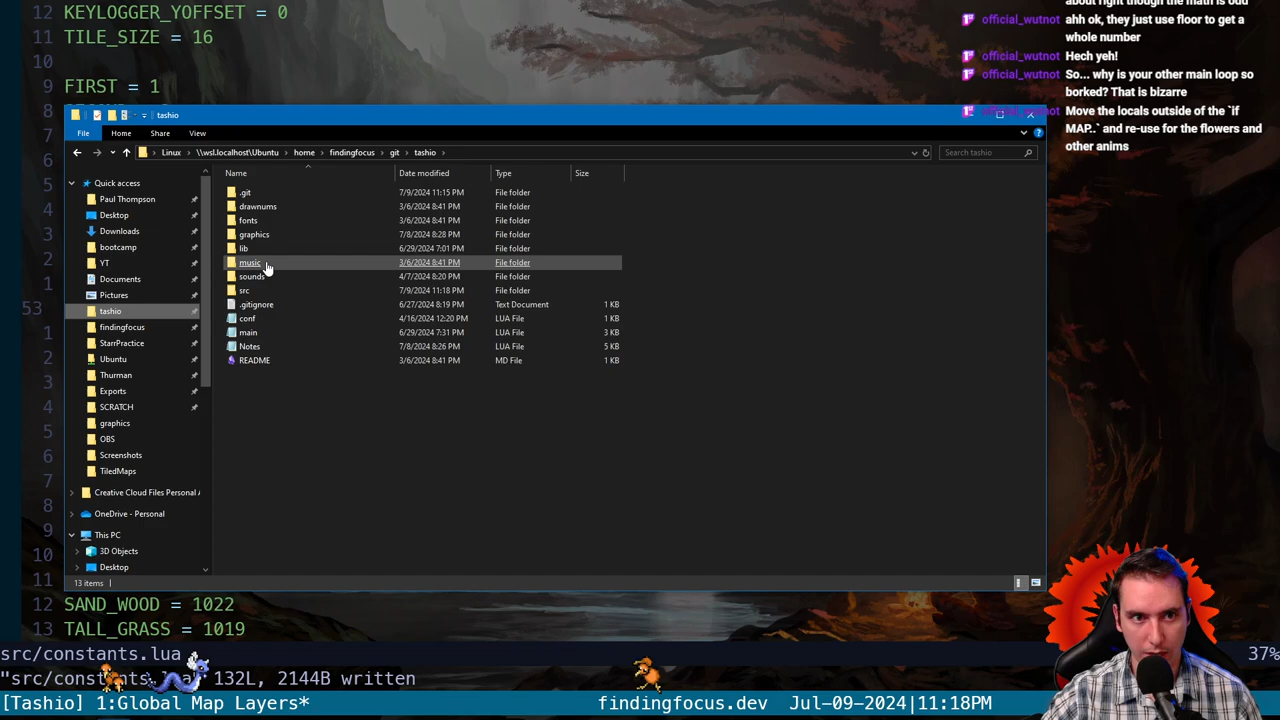 12 KEYLOGGER_YOFFSET = 0
11 TILE_SIZE = 16
10
9 FIRST = 1
8
7
6
5
4
3
2
1
53
1
2
3
4
5
6
7
8
9
10
11
12 SAND_WOOD = 1022
13 TALL_GRASS = 1019
src/constants.lua
37%
132L, 2144B written
[Tashio] 1:Global Map Layers*
findingfocus.dev Jul-09-2024|11:18PM
tashio
File Home Share View
Linux \\wsl.localhost\Ubuntu home findingfocus git tashio
Search tashio
Quick access
Paul Thompson
Desktop
Downloads
bootcamp
YT
Documents
Pictures
tashio
findingfocus
StarrPractice
Ubuntu
Thurman
Exports
SCRATCH
graphics
OBS
Screenshots
TiledMaps
Creative Cloud Files Personal
OneDrive - Personal
This PC
3D Objects
Desktop
Name Date modified Type Size
.git 7/9/2024 11:15 PM File folder
drawnums 3/6/2024 8:41 PM File folder
fonts 3/6/2024 8:41 PM File folder
graphics 7/8/2024 8:28 PM File folder
lib 6/29/2024 7:01 PM File folder
music 3/6/2024 8:41 PM File folder
sounds 4/7/2024 8:20 PM File folder
src 7/9/2024 11:18 PM File folder
.gitignore 6/27/2024 8:19 PM Text Document 1 KB
conf 4/16/2024 12:20 PM LUA File 1 KB
main 6/29/2024 7:31 PM LUA File 3 KB
Notes 7/8/2024 8:26 PM LUA File 5 KB
README 3/6/2024 8:41 PM MD File 1 KB
13 items
about right though the math is odd
official_wutnot ahh ok, they just use floor to get a
whole number
official_wutnot Hech yeh!
official_wutnot So... why is your other main loop so
borked? That is bizarre
official_wutnot Move the locals outside of the `if
MAP..` and re-use for the flowers and
other anims